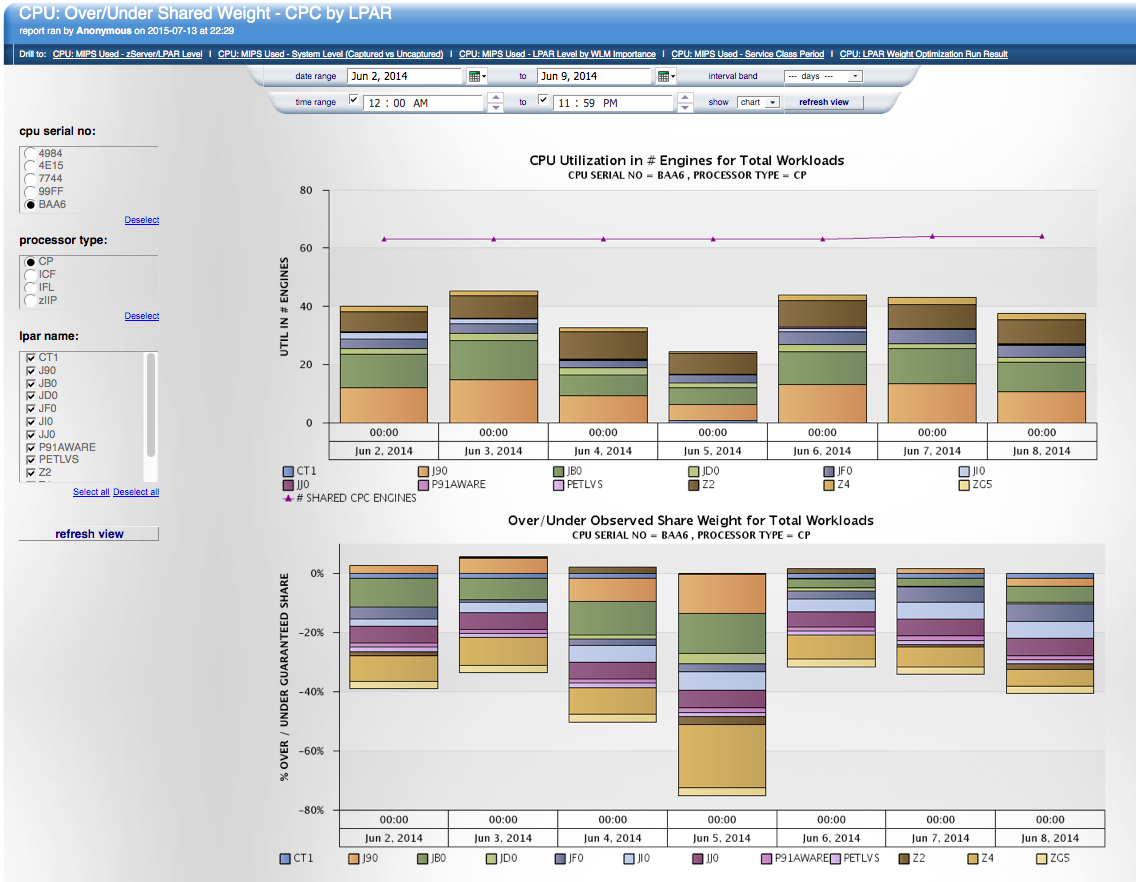 CPU: Over/Under Shared Weight - CPC by LPAR
report ran by Anonymous on 2015-07-13 at 22:29
Drill to: CPU: MIPS Used - zServer/LPAR Level | CPU: MIPS Used - System Level (Captured vs Uncaptured) | CPU: MIPS Used - LPAR Level by WLM Importance | CPU: MIPS Used - Service Class Period | CPU: LPAR Weight Optimization Run Result
date range Jun 2, 2014 to Jun 9, 2014 interval band --- days ---
time range 12 : 00 AM to 11 : 59 PM show chart refresh view
cpu serial no:
4984
4E15
7744
99FF
BAA6
Deselect
processor type:
CP
ICF
IFL
zIIP
Deselect
lpar name:
CT1
J90
JB0
JD0
JF0
JI0
JJ0
P91AWARE
PETLVS
Z2
Select all Deselect all
refresh view
CPU Utilization in # Engines for Total Workloads
CPU SERIAL NO = BAA6 , PROCESSOR TYPE = CP
UTIL IN # ENGINES
80
60
40
20
0
00:00 00:00 00:00 00:00 00:00 00:00 00:00
Jun 2, 2014 Jun 3, 2014 Jun 4, 2014 Jun 5, 2014 Jun 6, 2014 Jun 7, 2014 Jun 8, 2014
CT1 J90 JB0 JD0 JF0 JI0
JJ0 P91AWARE PETLVS Z2 Z4 ZG5
# SHARED CPC ENGINES
Over/Under Observed Share Weight for Total Workloads
CPU SERIAL NO = BAA6 , PROCESSOR TYPE = CP
% OVER / UNDER GUARANTEED SHARE
0%
-20%
-40%
-60%
-80%
00:00 00:00 00:00 00:00 00:00 00:00 00:00
Jun 2, 2014 Jun 3, 2014 Jun 4, 2014 Jun 5, 2014 Jun 6, 2014 Jun 7, 2014 Jun 8, 2014
CT1 J90 JB0 JD0 JF0 JI0 JJ0 P91AWARE PETLVS Z2 Z4 ZG5